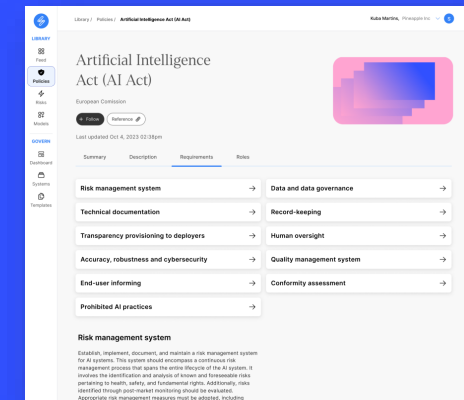 Library / Policies / Artificial Intelligence Act (AI Act)
Kuba Martins, Pineapple Inc
LIBRARY
Feed
Policies
Risks
Models
GOVERN
Dashboard
Systems
Templates
Artificial Intelligence
Act (AI Act)
European Comission
+ Follow
Reference
Last updated Oct 4, 2023 02:38pm
Summary
Description
Requirements
Roles
Risk management system
Data and data governance
Technical documentation
Record-keeping
Transparency provisioning to deployers
Human oversight
Accuracy, robustness and cybersecurity
Quality management system
End-user informing
Conformity assessment
Prohibited AI practices
Risk management system
Establish, implement, document, and maintain a risk management system
for AI systems. This system should encompass a continuous risk
management process that spans the entire lifecycle of the AI system. It
involves the identification and analysis of known and foreseeable risks
pertaining to health, safety, and fundamental rights. Additionally, risks
identified through post-market monitoring should be evaluated.
Appropriate risk management measures must be adopted, including